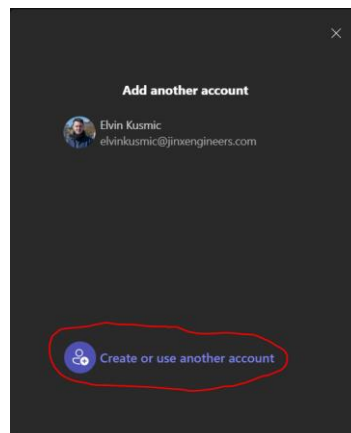 Add another account
Elvin Kusmic
elvinkusmic@jinxengineers.com
Create or use another account